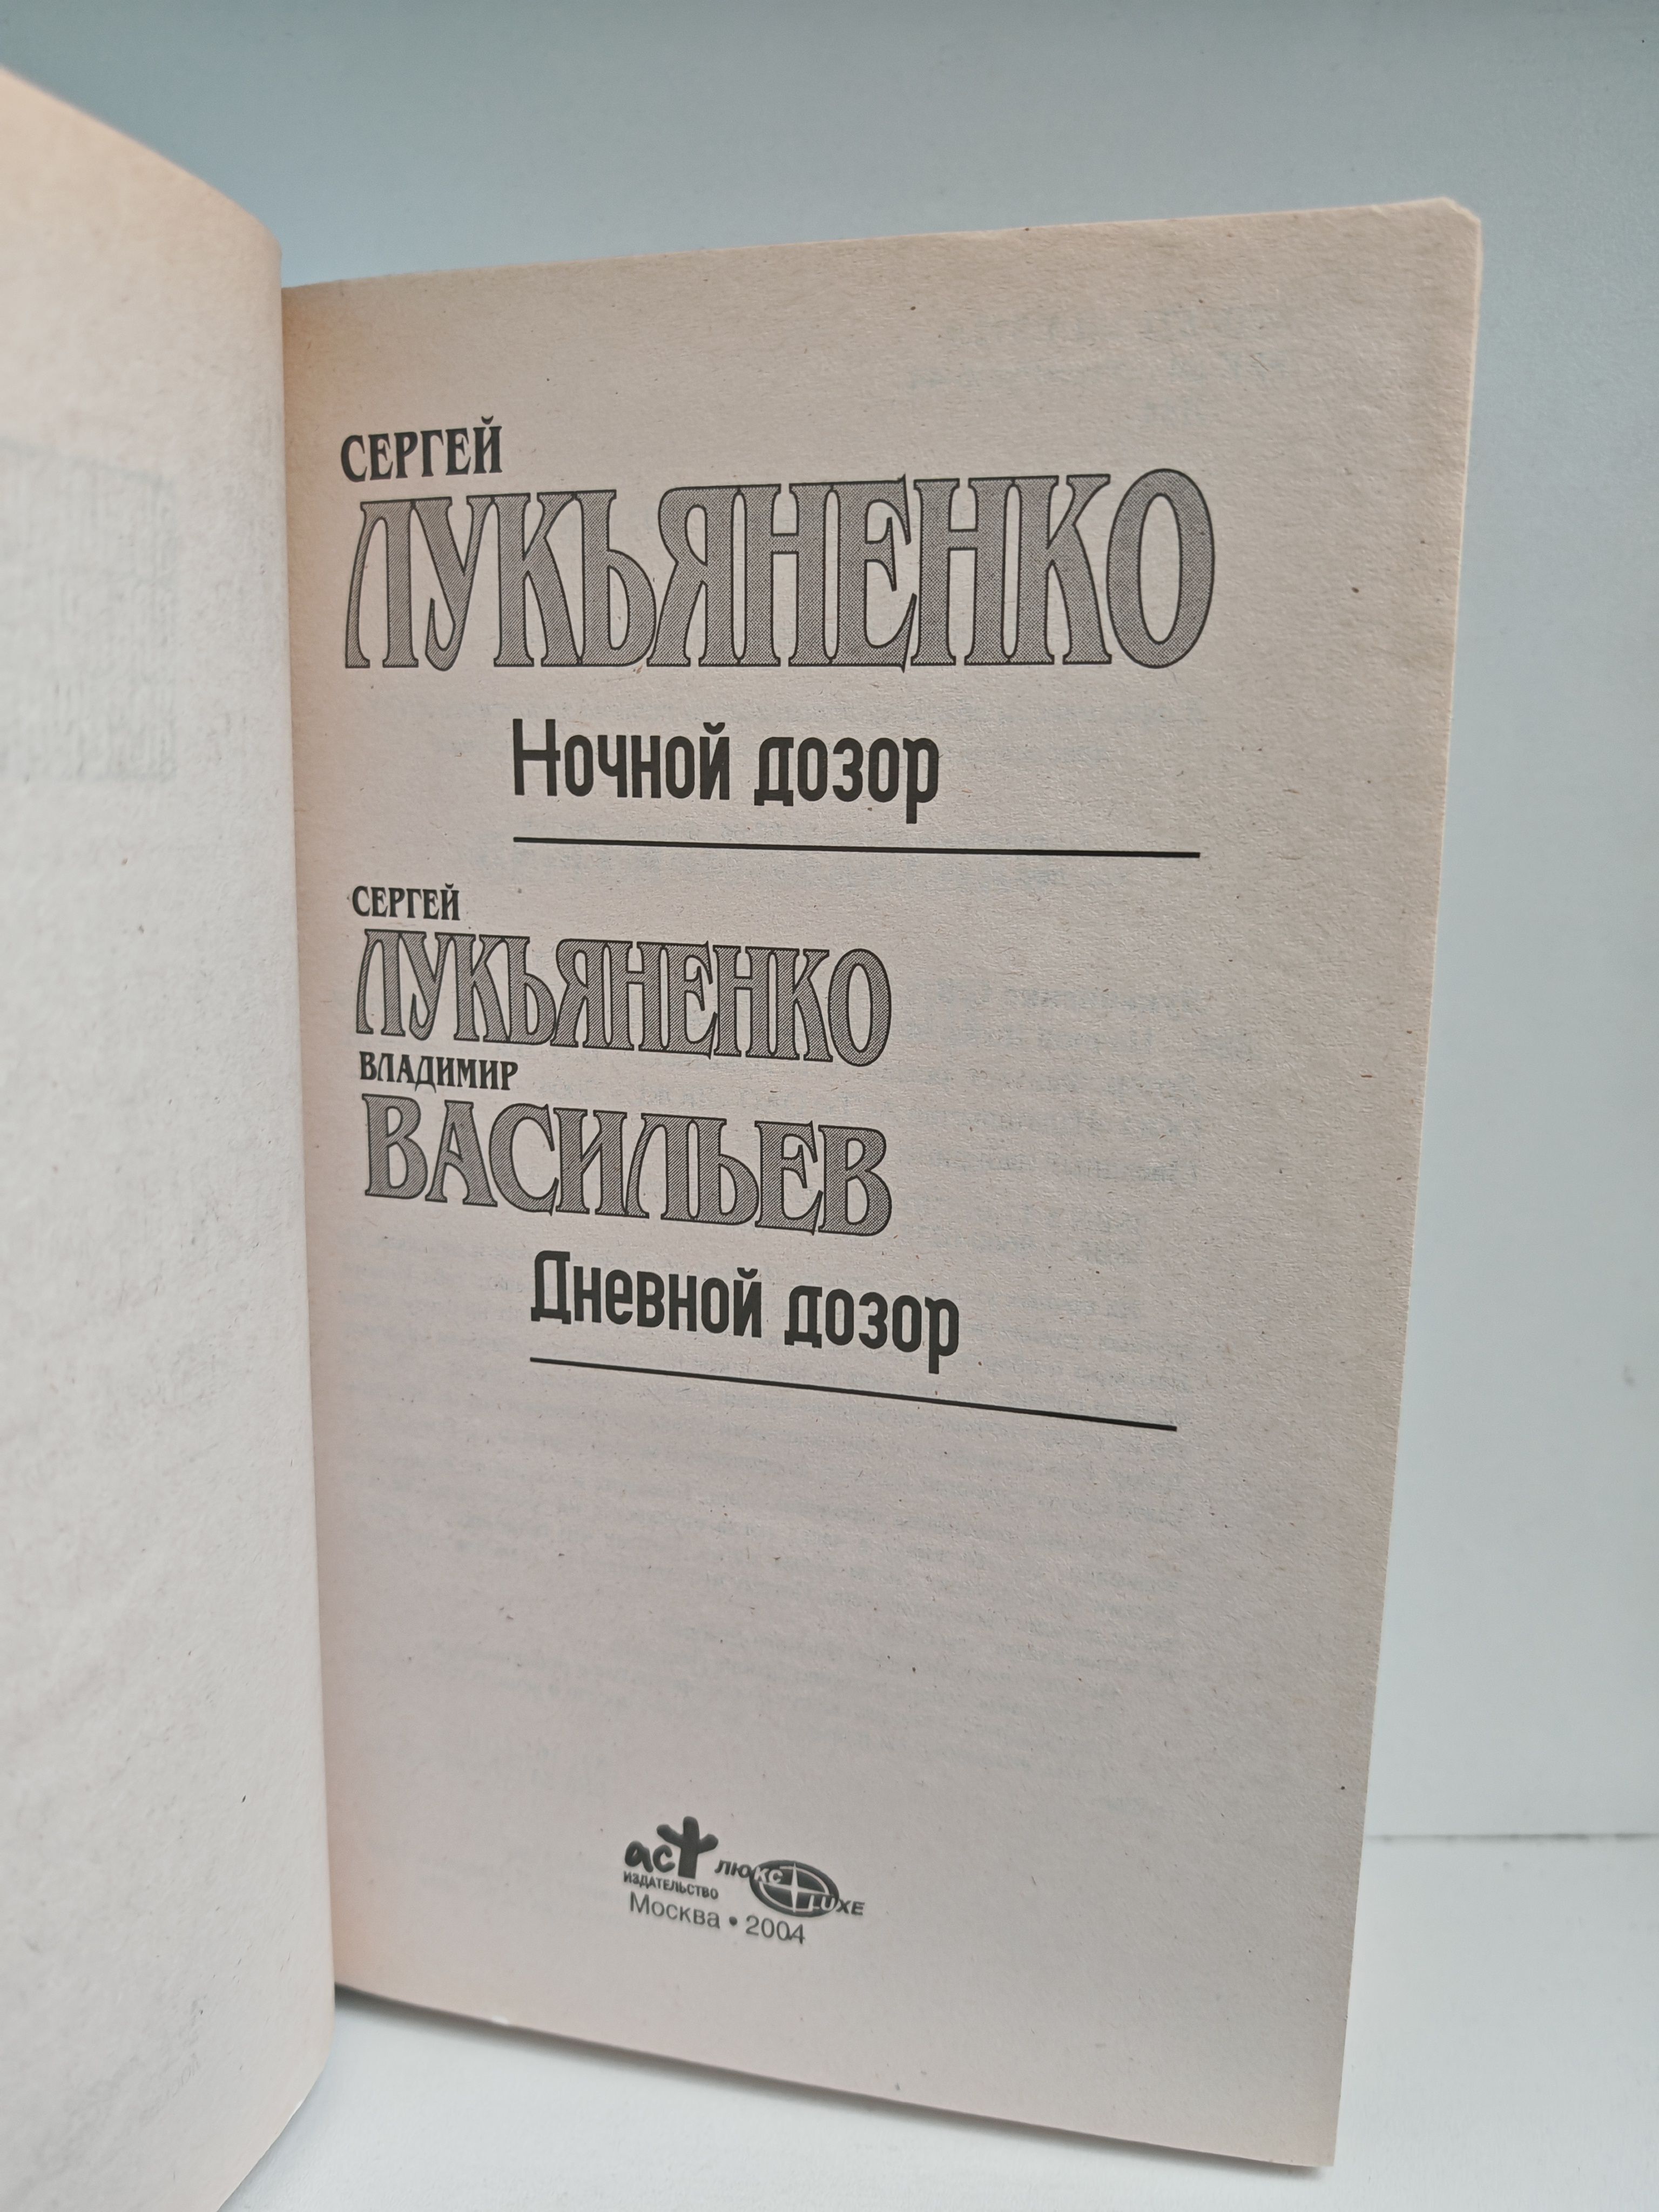 СЕРГЕЙ
ЛУКЬЯНЕНКО
Ночной дозор
СЕРГЕЙ
ЛУКЬЯНЕНКО
ВЛАДИМИР
ВАСИЛЬЕВ
Дневной дозор
аст люкс LUXE
ИЗДАТЕЛЬСТВО
Москва • 2004